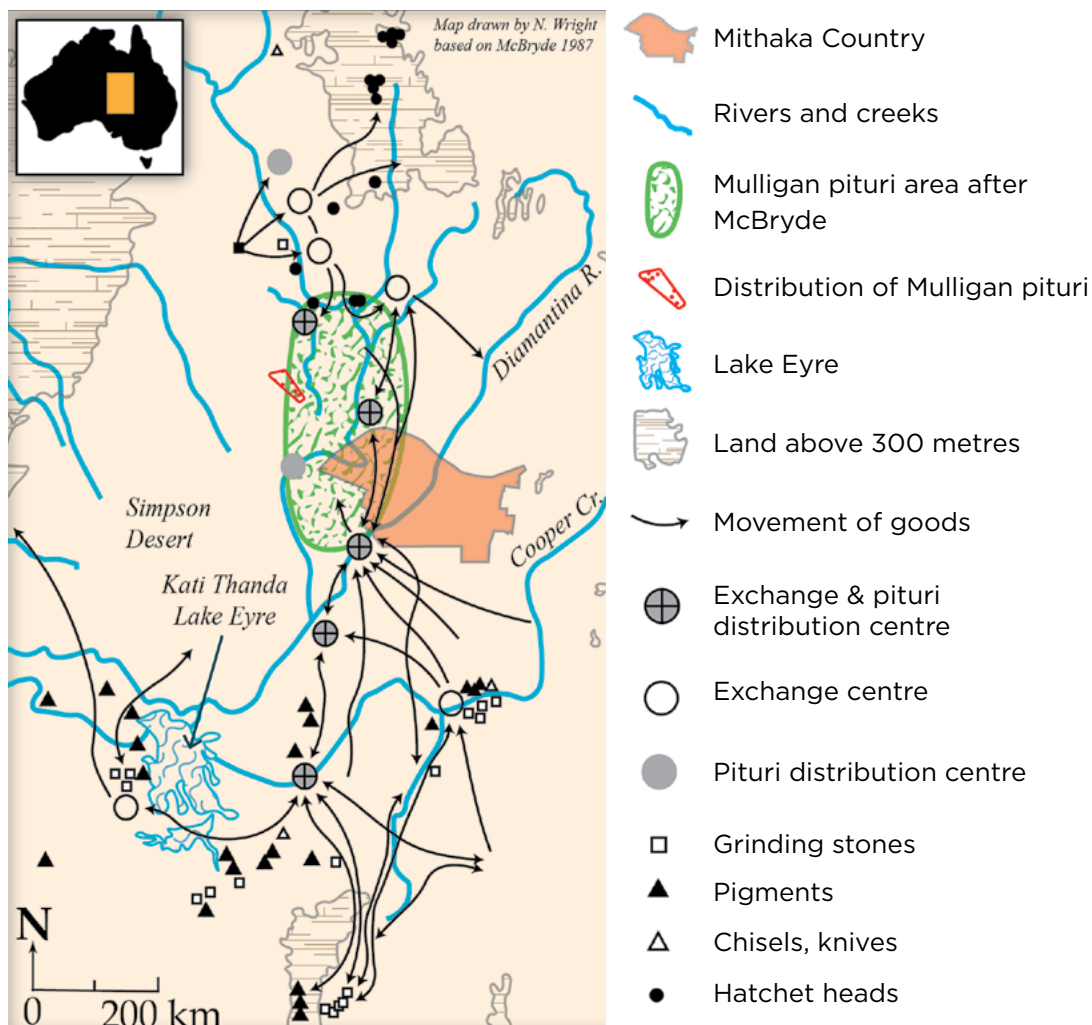 Map drawn by N. Wright
based on McBryde 1987
Diamantina R.
Simpson
Desert
Cooper Cr.
Kati Thanda
Lake Eyre
N
0 200 km
Mithaka Country
Rivers and creeks
Mulligan pituri area after
McBryde
Distribution of Mulligan pituri
Lake Eyre
Land above 300 metres
Movement of goods
Exchange & pituri
distribution centre
Exchange centre
Pituri distribution centre
Grinding stones
Pigments
Chisels, knives
Hatchet heads